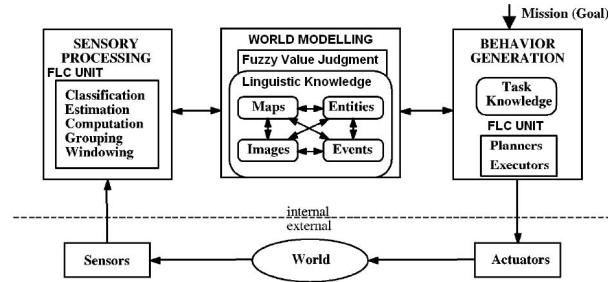 Mission (Goal)
SENSORY
PROCESSING
FLC UNIT
Classification
Estimation
Computation
Grouping
Windowing
WORLD MODELLING
Fuzzy Value Judgment
Linguistic Knowledge
Maps
Entities
Images
Events
BEHAVIOR
GENERATION
Task
Knowledge
FLC UNIT
Planners
Executors
internal
external
Sensors
World
Actuators